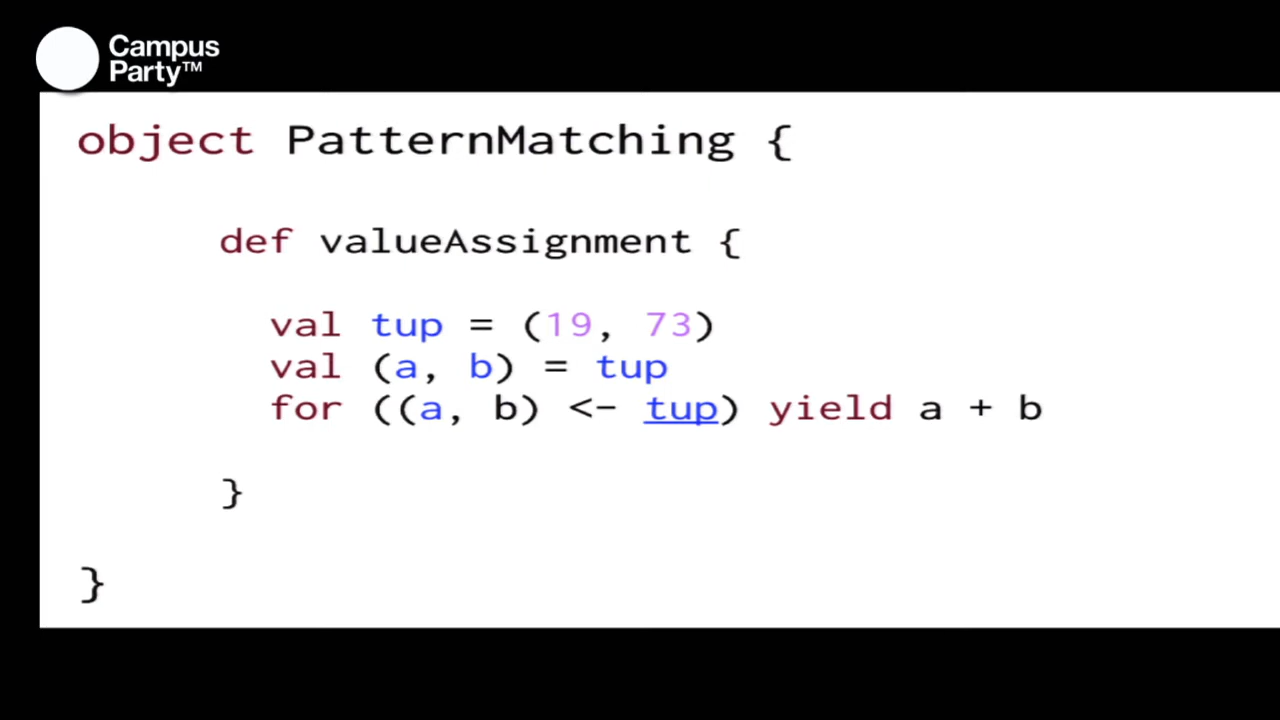 Campus
Party™
object PatternMatching {
def valueAssignment {
val tup = (19, 73)
val (a, b) = tup
for ((a, b) <- tup) yield a + b
}
}